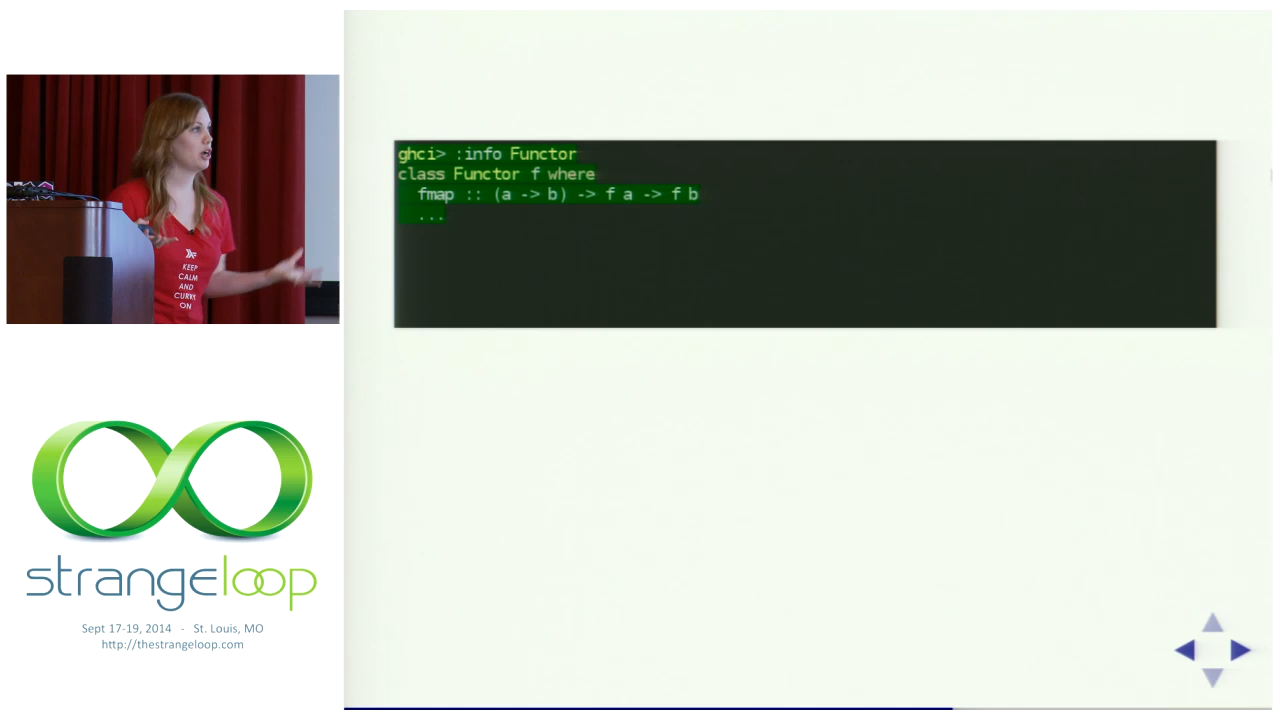 KEEP
CALM
AND
CURRY
ON
ghci> :info Functor
class Functor f where
fmap :: (a -> b) -> f a -> f b
...
strangeloop
Sept 17-19, 2014 - St. Louis, MO
http://thestrangeloop.com